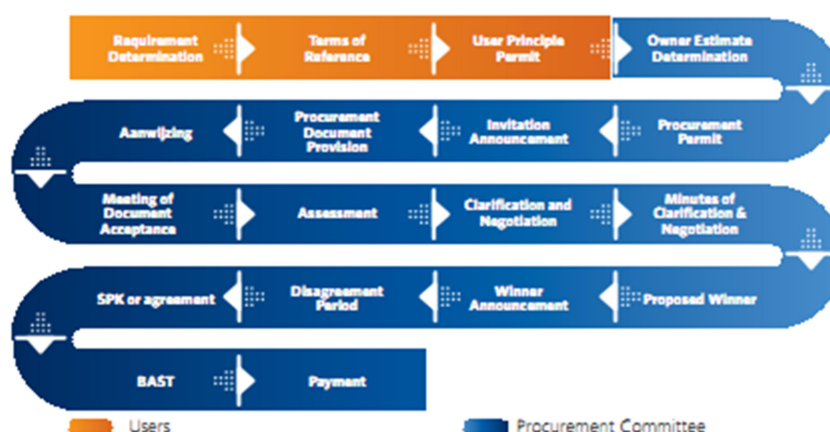 Requirement
Determination
Terms of
Reference
User Principle
Permit
Owner Estimate
Determination
Aanwijzing
Procurement
Document
Provision
Invitation
Announcement
Procurement
Permit
Meeting of
Document
Acceptance
Assessment
Clarification and
Negotiation
Minutes of
Clarification &
Negotiation
SPK or agreement
Disagreement
Period
Winner
Announcement
Proposed Winner
BAST
Payment
Users
Procurement Committee